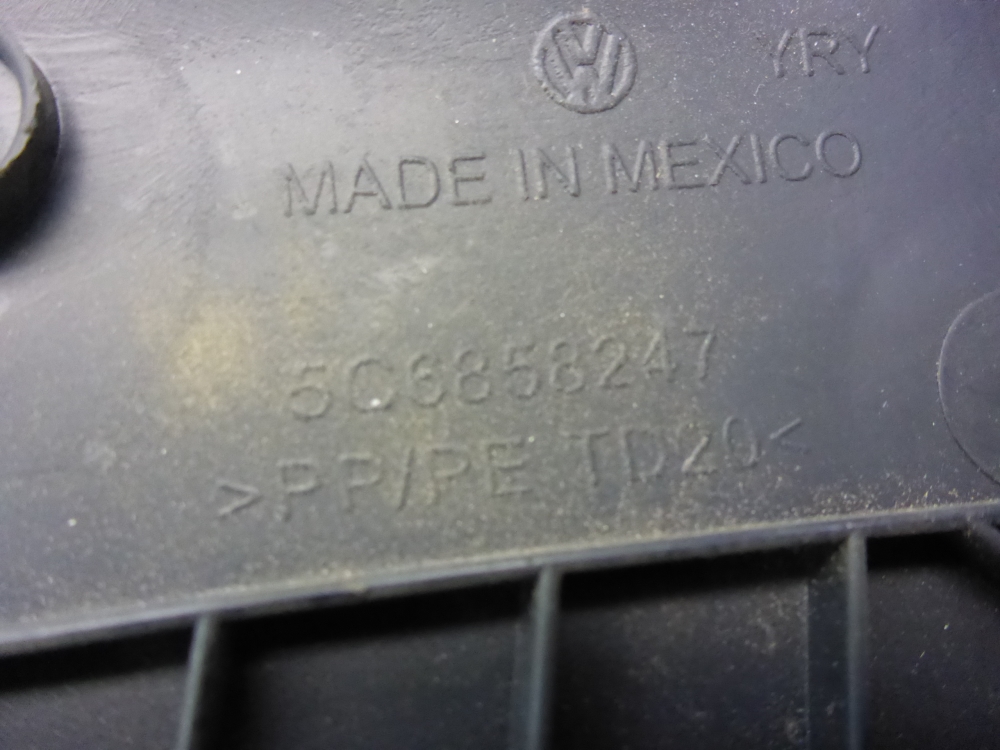 YRY
MADE IN MEXICO
5C6858247
>PP/PE TD20<